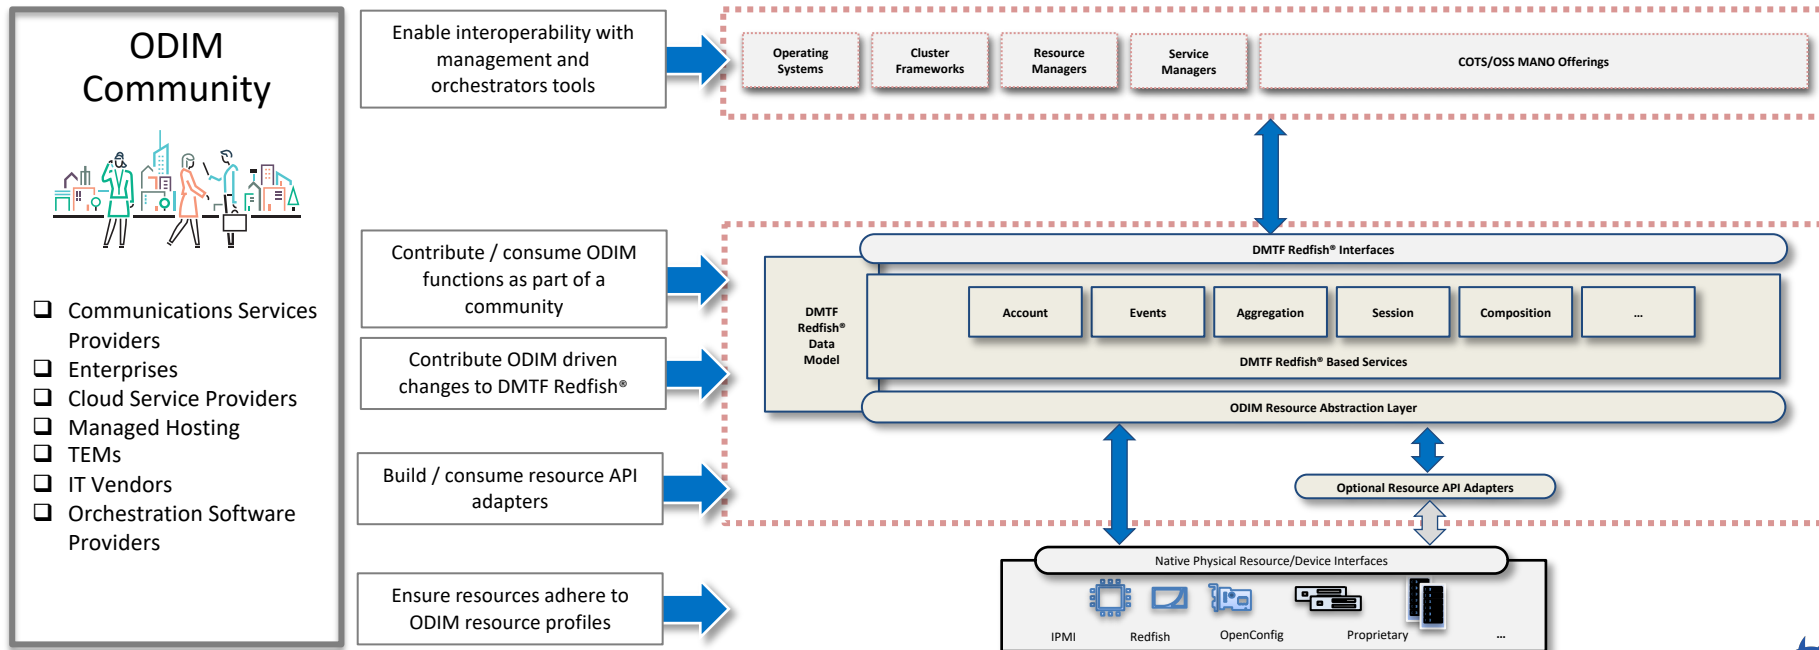 ODIM
Community
❑ Communications Services
Providers
❑ Enterprises
❑ Cloud Service Providers
❑ Managed Hosting
❑ TEMs
❑ IT Vendors
❑ Orchestration Software
Providers
Enable interoperability with
management and
orchestrators tools
Contribute / consume ODIM
functions as part of a
community
Contribute ODIM driven
changes to DMTF Redfish®
Build / consume resource API
adapters
Ensure resources adhere to
ODIM resource profiles
Operating
Systems
Cluster
Frameworks
Resource
Managers
Service
Managers
COTS/OSS MANO Offerings
DMTF Redfish® Interfaces
DMTF
Redfish®
Data
Model
Account
Events
Aggregation
Session
Composition
...
DMTF Redfish® Based Services
ODIM Resource Abstraction Layer
Optional Resource API Adapters
Native Physical Resource/Device Interfaces
IPMI
Redfish
OpenConfig
Proprietary
...